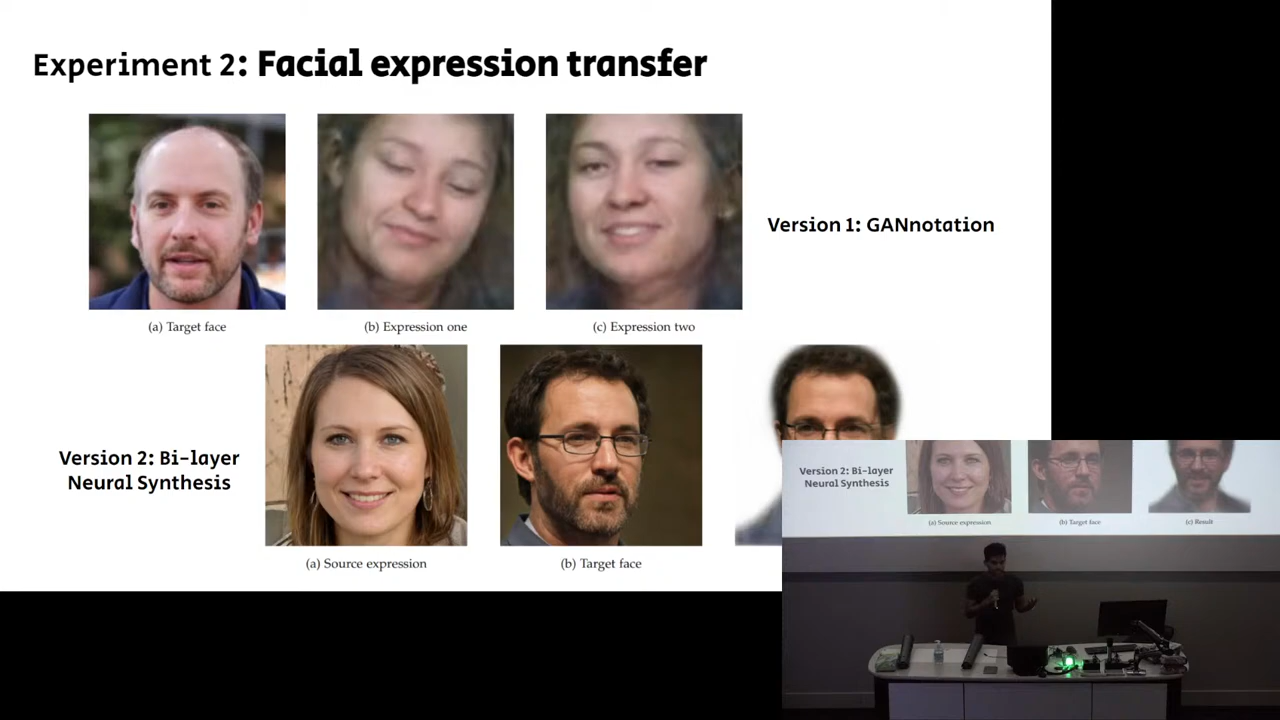 Experiment 2: Facial expression transfer
Version 1: GANnotation
(a) Target face
(b) Expression one
(c) Expression two
Version 2: Bi-layer
Neural Synthesis
(a) Source expression
(b) Target face
Version 2: Bi-layer
Neural Synthesis
(a) Source expression
(b) Target face
(c) Result